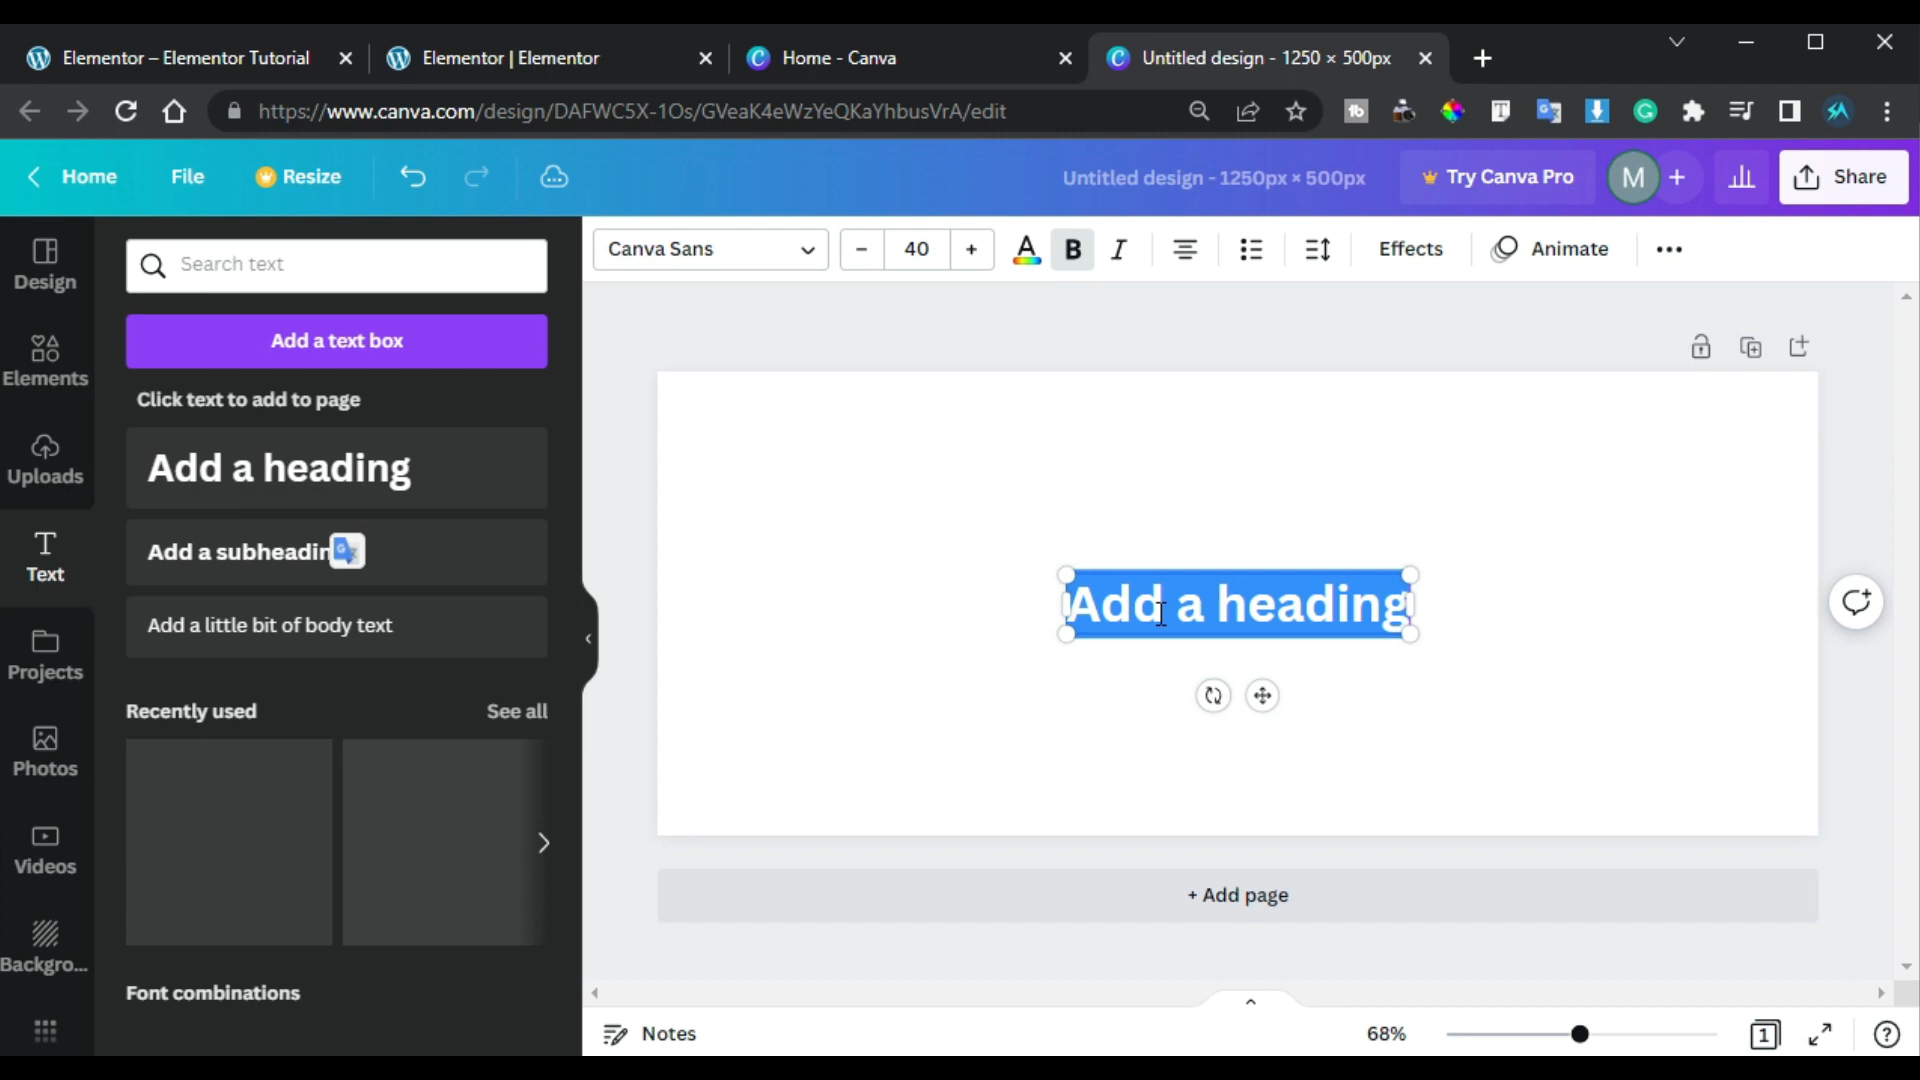 Elementor – Elementor Tutorial
Elementor | Elementor
Home - Canva
Untitled design - 1250 × 500px
https://www.canva.com/design/DAFWC5X-1Os/GVeaK4eWzYeQKaYhbusVrA/edit
Home
File
Resize
Untitled design - 1250px × 500px
Try Canva Pro
M
Share
Design
Elements
Uploads
Text
Projects
Photos
Videos
Backgro...
Search text
Add a text box
Click text to add to page
Add a heading
Add a subheadin
Add a little bit of body text
Recently used
See all
Font combinations
Canva Sans
40
A
B
I
Effects
Animate
Add a heading
+ Add page
Notes
68%
1